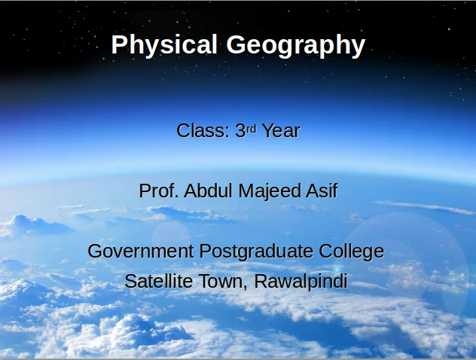 Physical Geography
Class: 3rd Year
Prof. Abdul Majeed Asif
Government Postgraduate College
Satellite Town, Rawalpindi